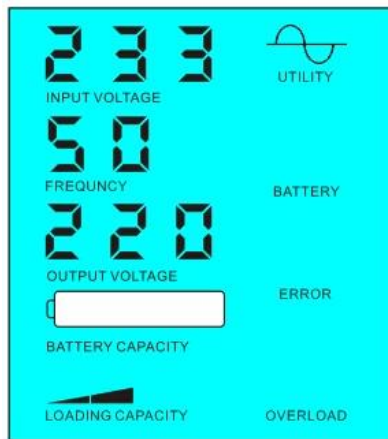 233
INPUT VOLTAGE
UTILITY
50
FREQUNCY
BATTERY
220
OUTPUT VOLTAGE
ERROR
BATTERY CAPACITY
LOADING CAPACITY
OVERLOAD